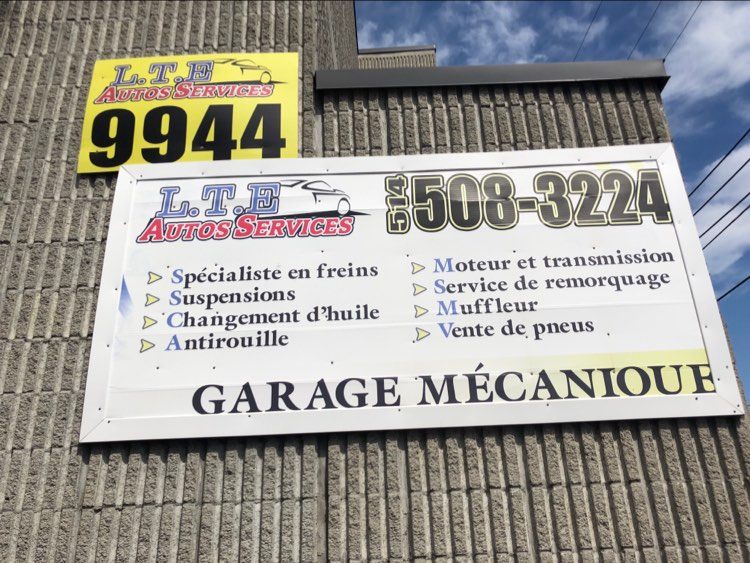 L.T.E
AUTOS SERVICES
9944
L.T.E
AUTOS SERVICES
514 508-3224
Spécialiste en freins
Suspensions
Changement d'huile
Antirouille
Moteur et transmission
Service de remorquage
Muffleur
Vente de pneus
GARAGE MÉCANIQUE